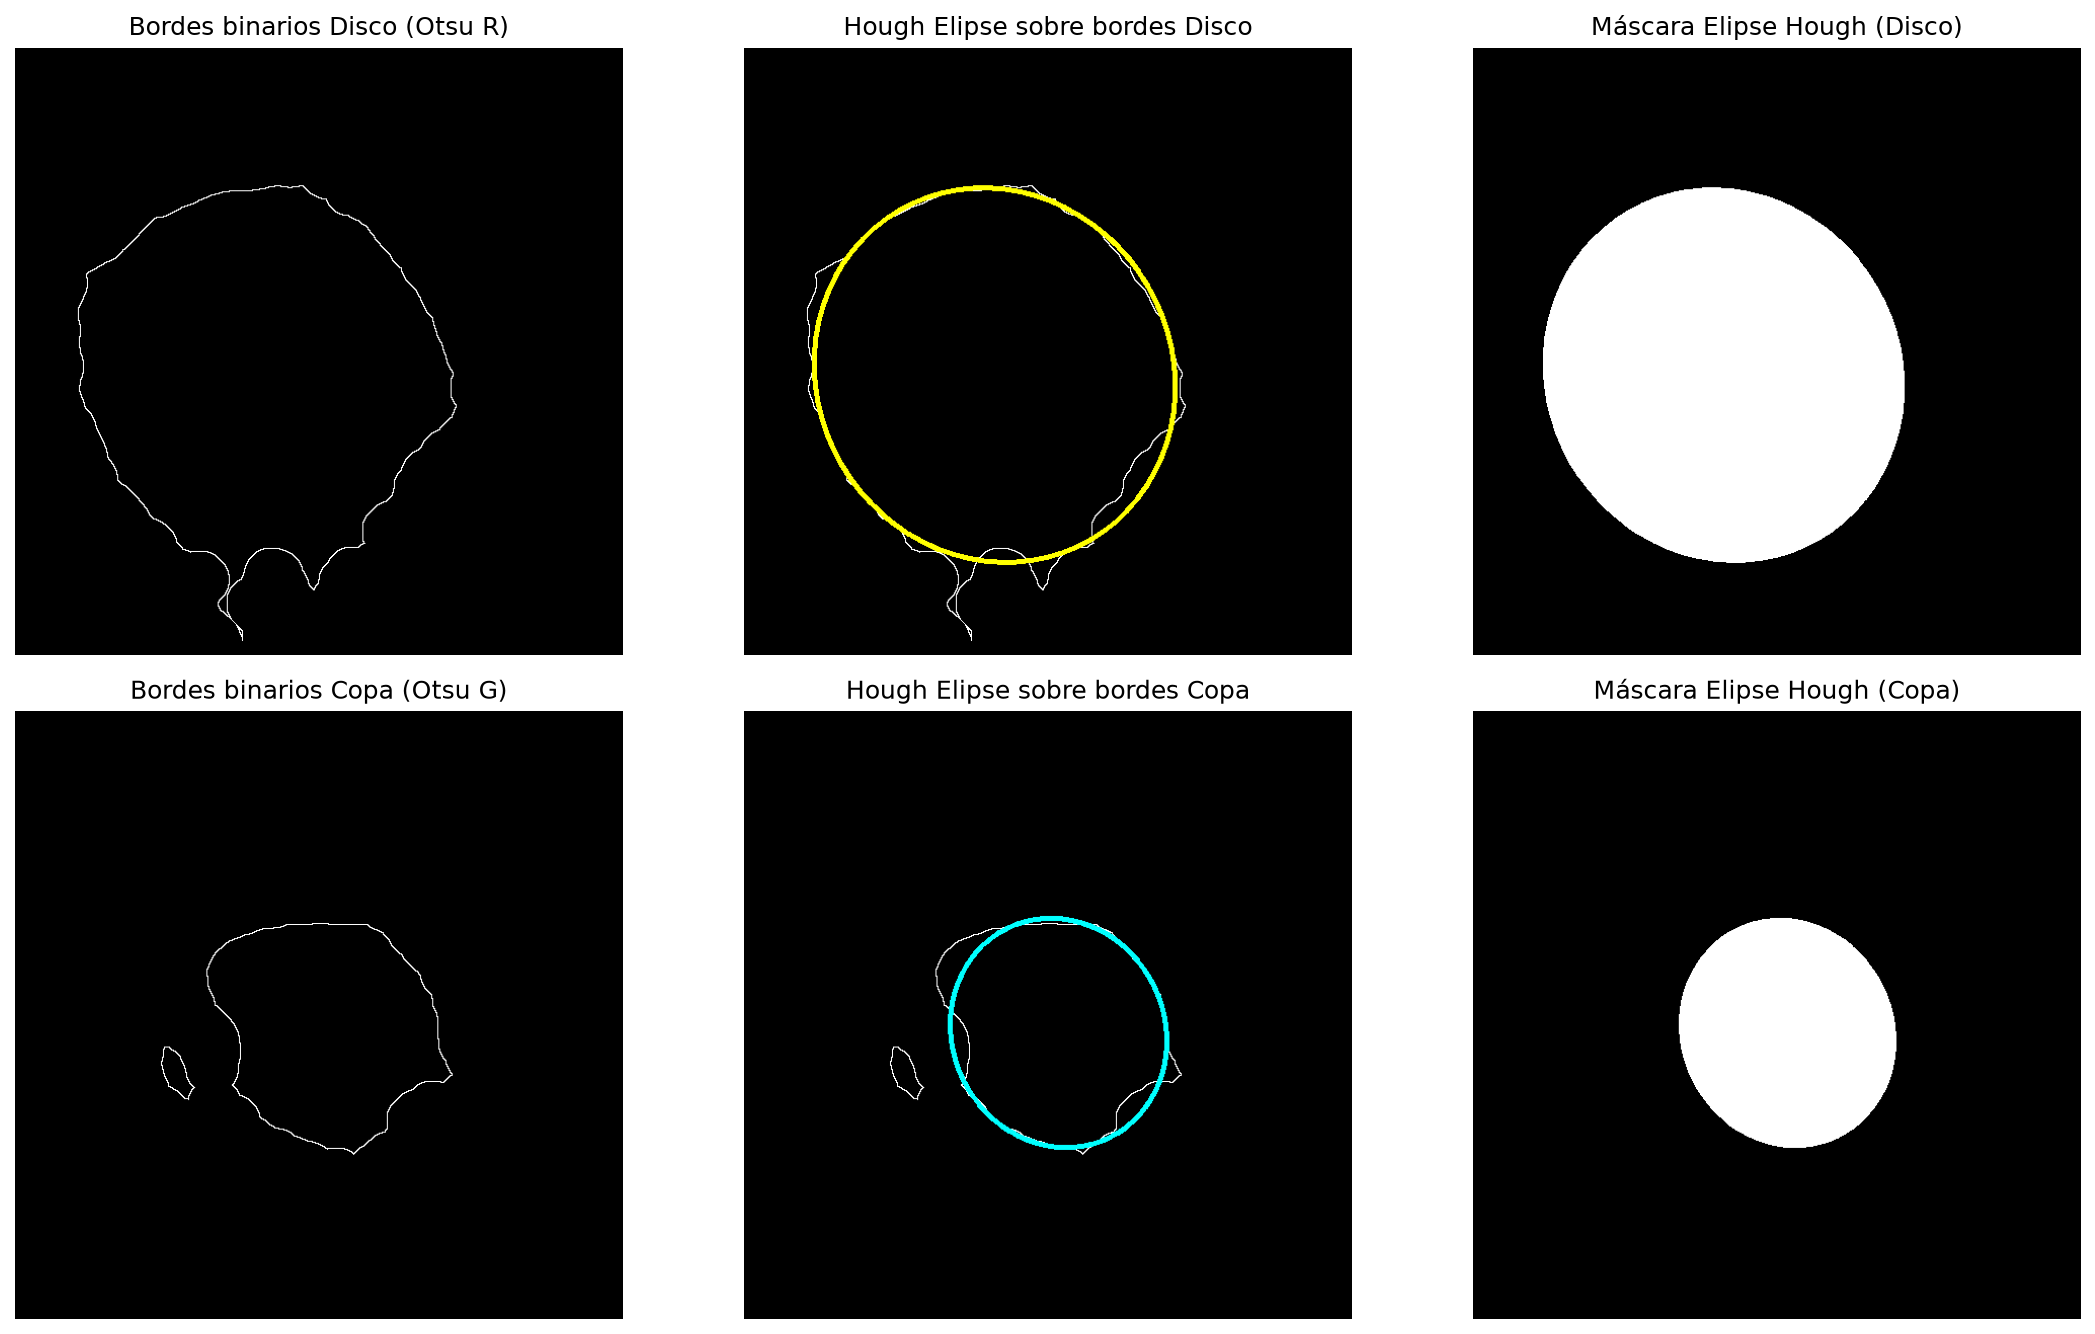 Bordes binarios Disco (Otsu R)
Hough Elipse sobre bordes Disco
Máscara Elipse Hough (Disco)
Bordes binarios Copa (Otsu G)
Hough Elipse sobre bordes Copa
Máscara Elipse Hough (Copa)